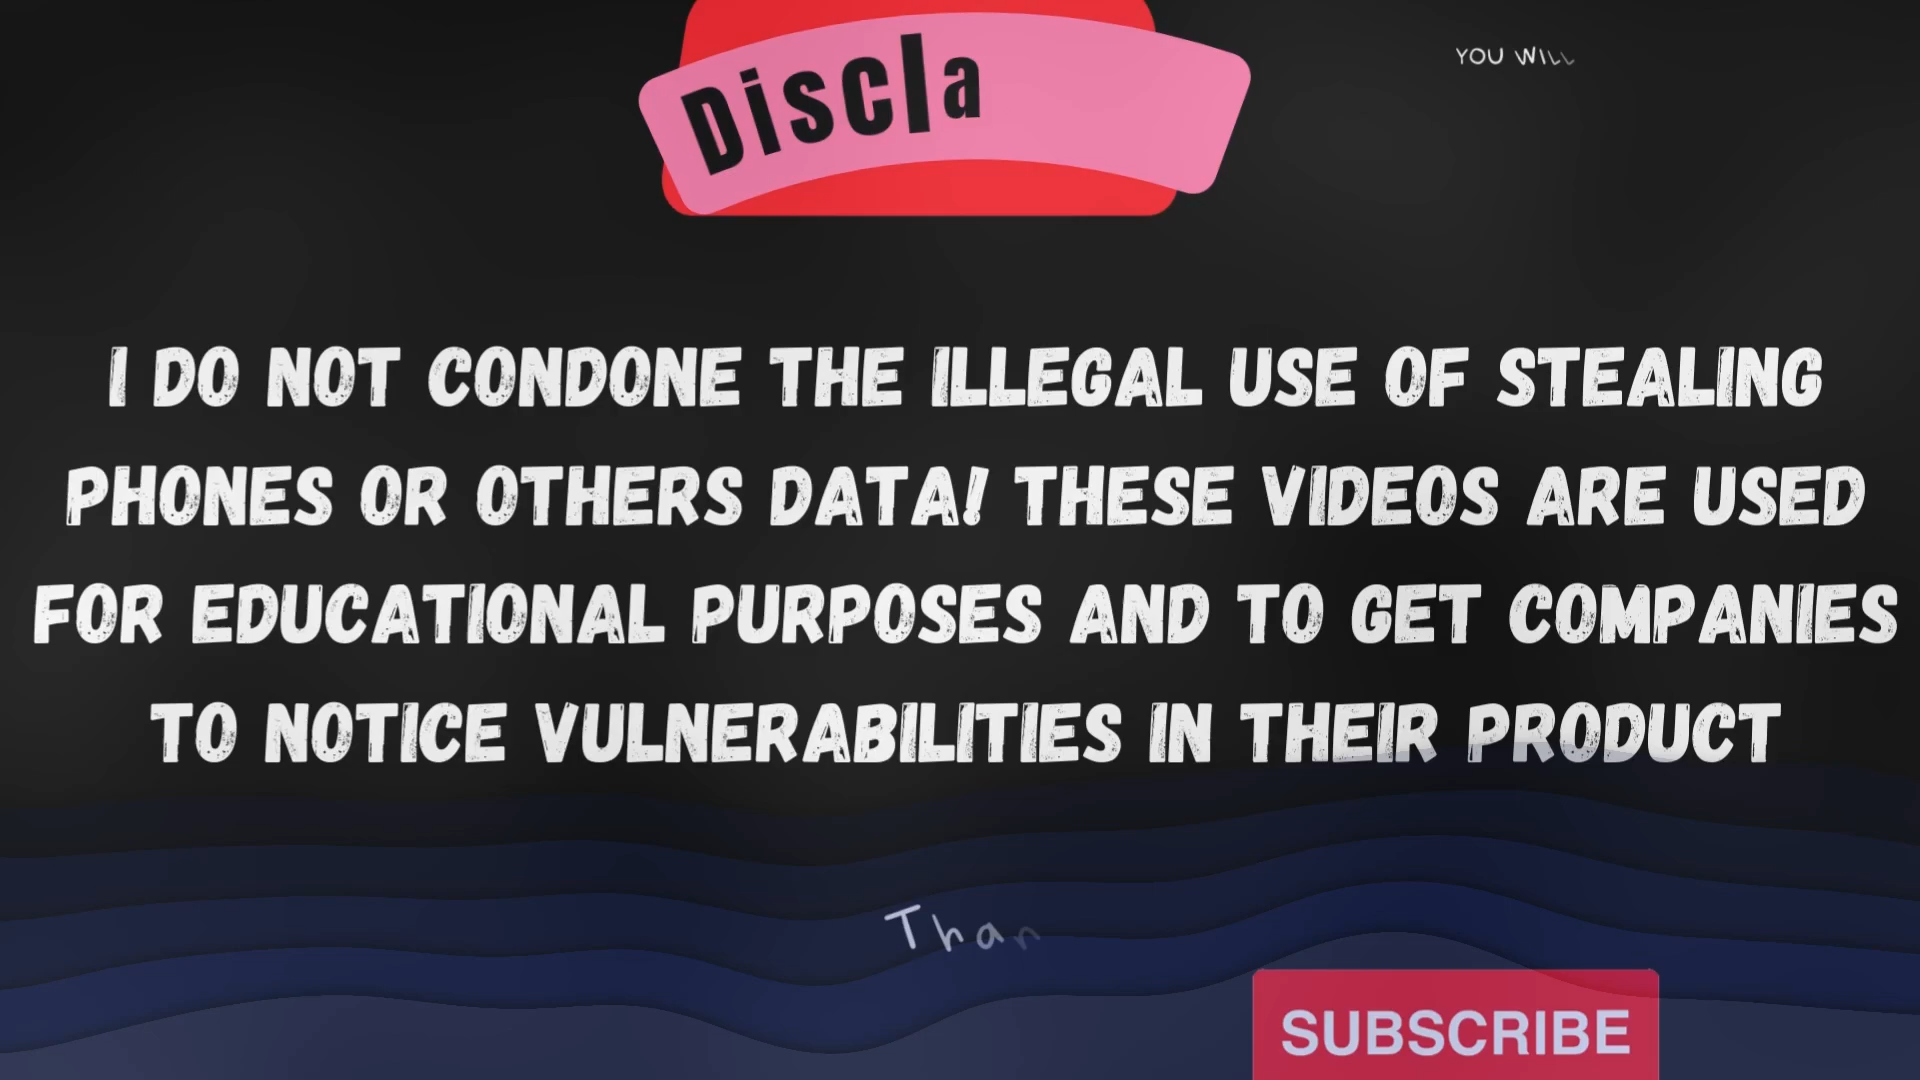 Discla
YOU WILL
I DO NOT CONDONE THE ILLEGAL USE OF STEALING
PHONES OR OTHERS DATA! THESE VIDEOS ARE USED
FOR EDUCATIONAL PURPOSES AND TO GET COMPANIES
TO NOTICE VULNERABILITIES IN THEIR PRODUCT
Than
SUBSCRIBE